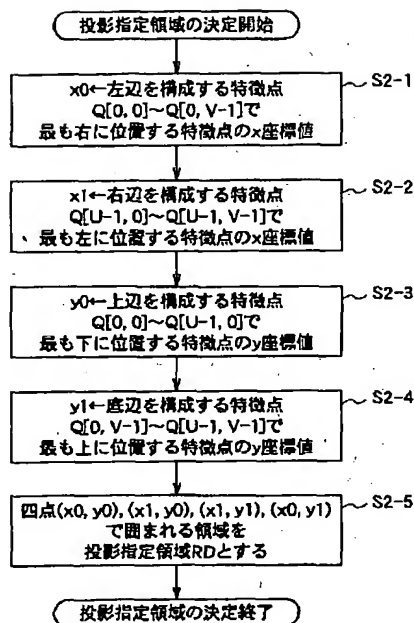 投影指定領域の決定開始
x0←左辺を構成する特徴点
Q[0, 0]~Q[0, V-1]で
最も右に位置する特徴点のx座標値
S2-1
x1←右辺を構成する特徴点
Q[U-1, 0]~Q[U-1, V-1]で
最も左に位置する特徴点のx座標値
S2-2
y0←上辺を構成する特徴点
Q[0, 0]~Q[U-1, 0]で
最も下に位置する特徴点のy座標値
S2-3
y1←底辺を構成する特徴点
Q[0, V-1]~Q[U-1, V-1]で
最も上に位置する特徴点のy座標値
S2-4
四点(x0, y0), (x1, y0), (x1, y1), (x0, y1)
で囲まれる領域を
投影指定領域RDとする
S2-5
投影指定領域の決定終了